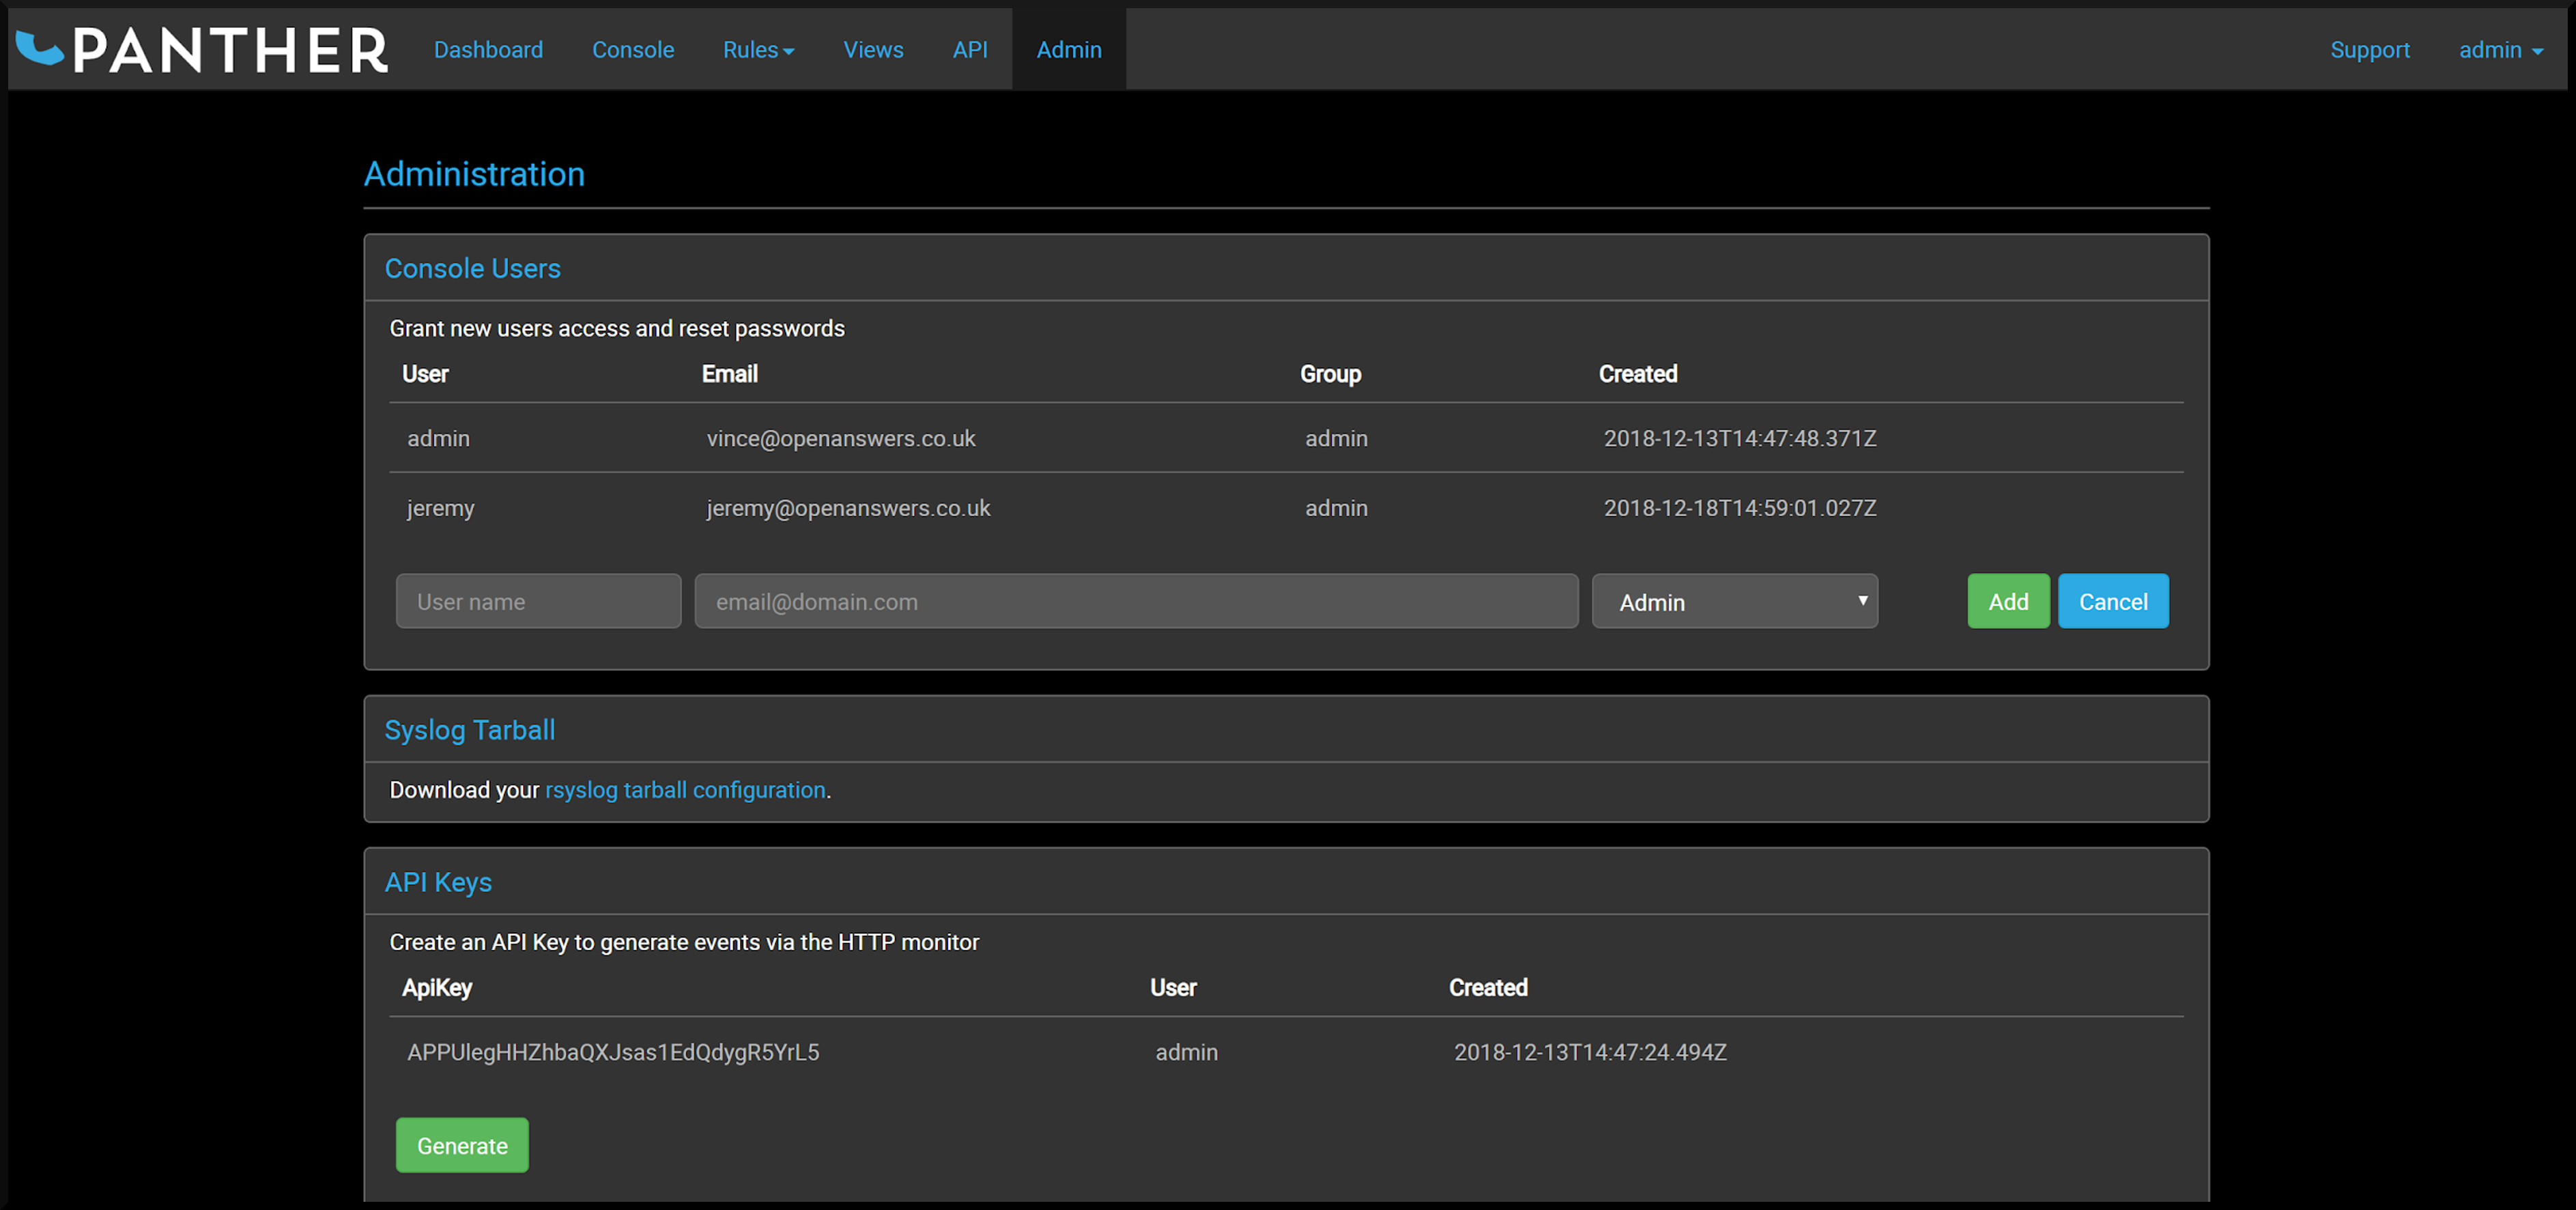 PANTHER Dashboard Console Rules Views API Admin Support admin
Administration
Console Users
Grant new users access and reset passwords
User Email Group Created
admin vince@openanswers.co.uk admin 2018-12-13T14:47:48.371Z
jeremy jeremy@openanswers.co.uk admin 2018-12-18T14:59:01.027Z
User name email@domain.com Admin Add Cancel
Syslog Tarball
Download your rsyslog tarball configuration.
API Keys
Create an API Key to generate events via the HTTP monitor
ApiKey User Created
APPUlegHHZhbaQXJsas1EdQdygR5YrL5 admin 2018-12-13T14:47:24.494Z
Generate